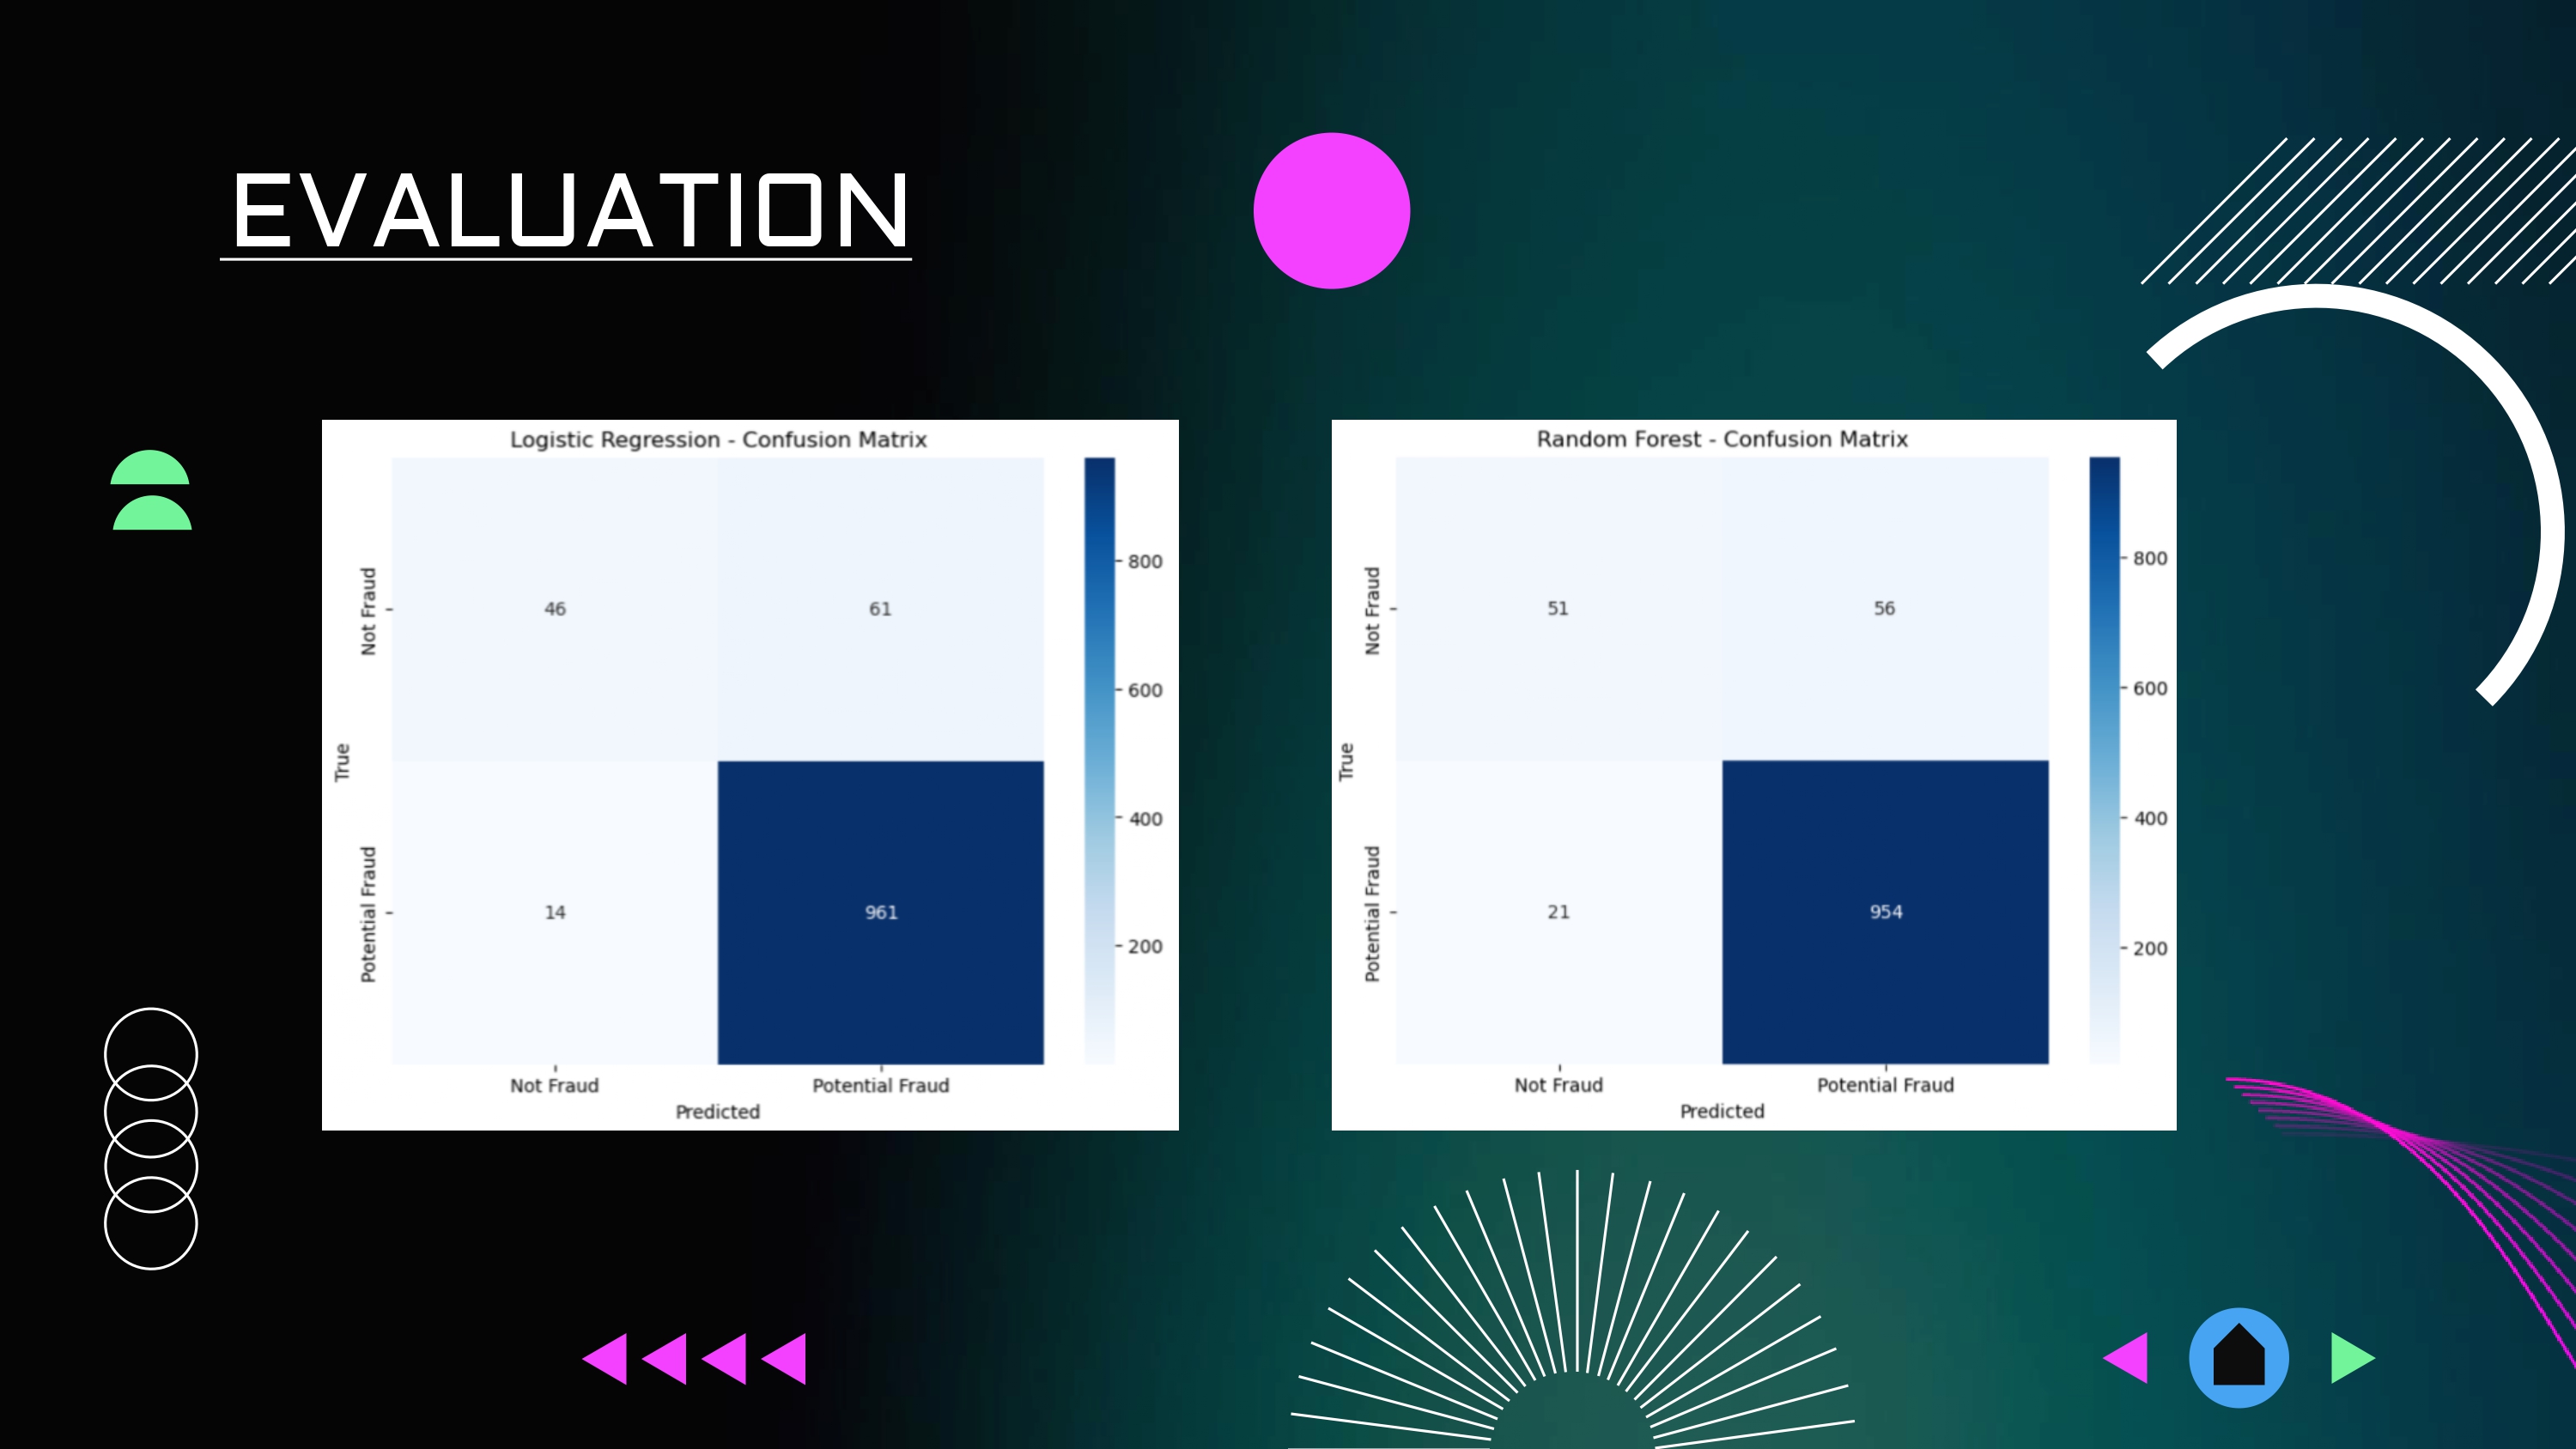 EVALUATION
Logistic Regression - Confusion Matrix
Not Fraud
46
61
800
600
True
400
Potential Fraud
14
961
200
Not Fraud
Potential Fraud
Predicted
Random Forest - Confusion Matrix
Not Fraud
51
56
800
600
True
400
Potential Fraud
21
954
200
Not Fraud
Potential Fraud
Predicted